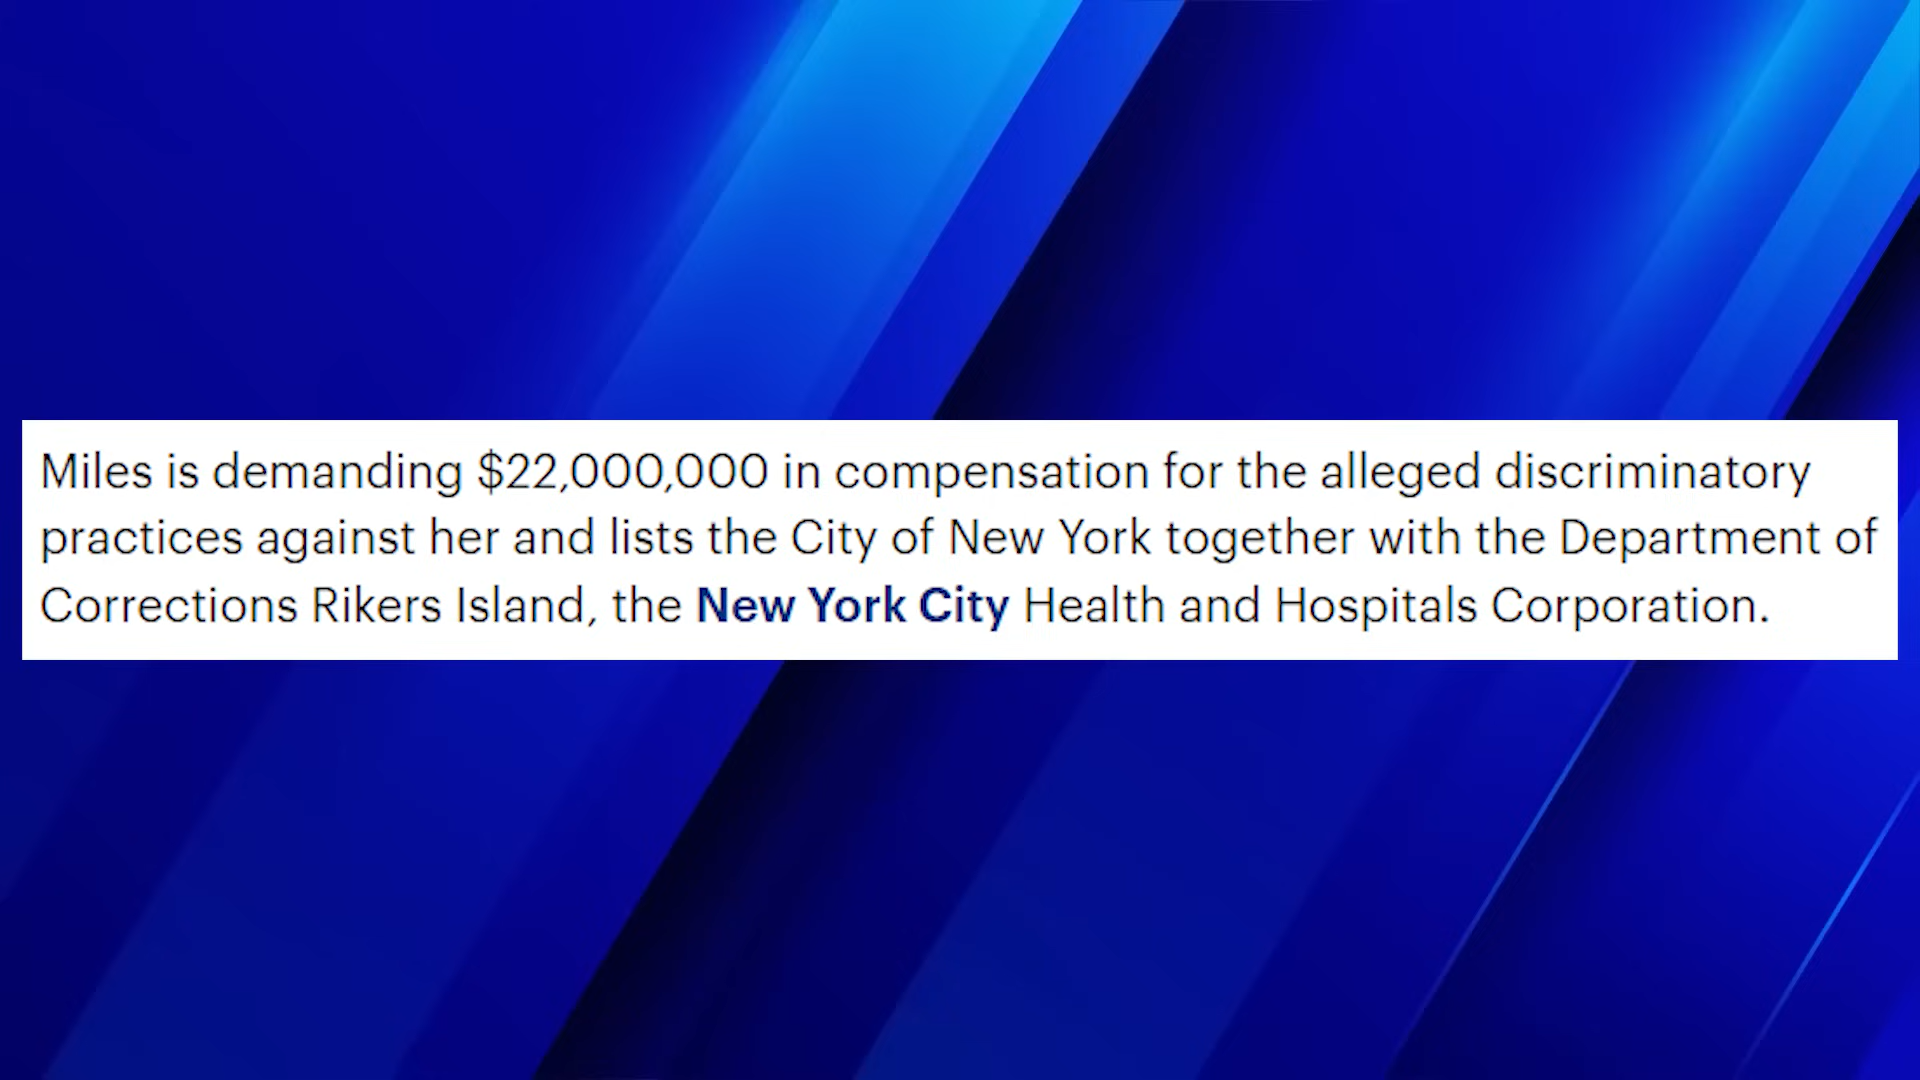 Miles is demanding $22,000,000 in compensation for the alleged discriminatory
practices against her and lists the City of New York together with the Department of
Corrections Rikers Island, the New York City Health and Hospitals Corporation.